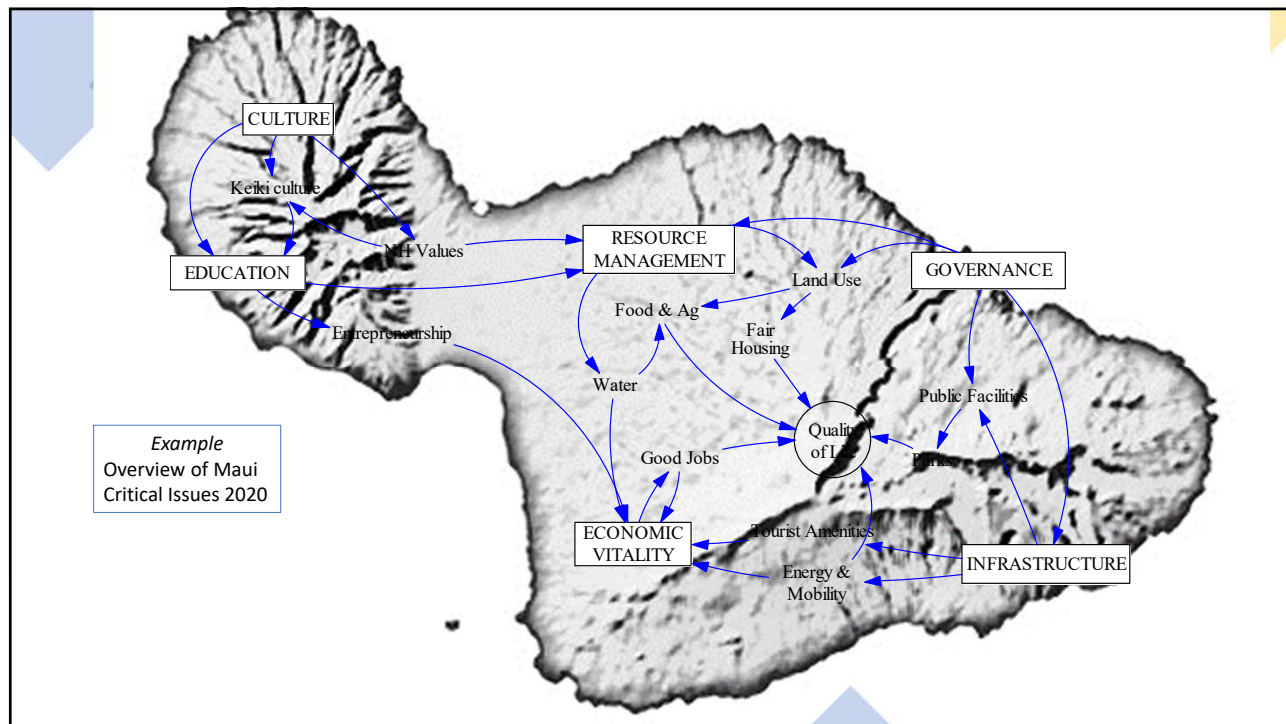 CULTURE
Keiki culture
NH Values
EDUCATION
Entrepreneurship
RESOURCE
MANAGEMENT
Land Use
GOVERNANCE
Food & Ag
Fair
Housing
Water
Public Facilities
Quality
of Life
Parks
Good Jobs
Example
Overview of Maui
Critical Issues 2020
ECONOMIC
VITALITY
Tourist Amenities
Energy &
Mobility
INFRASTRUCTURE